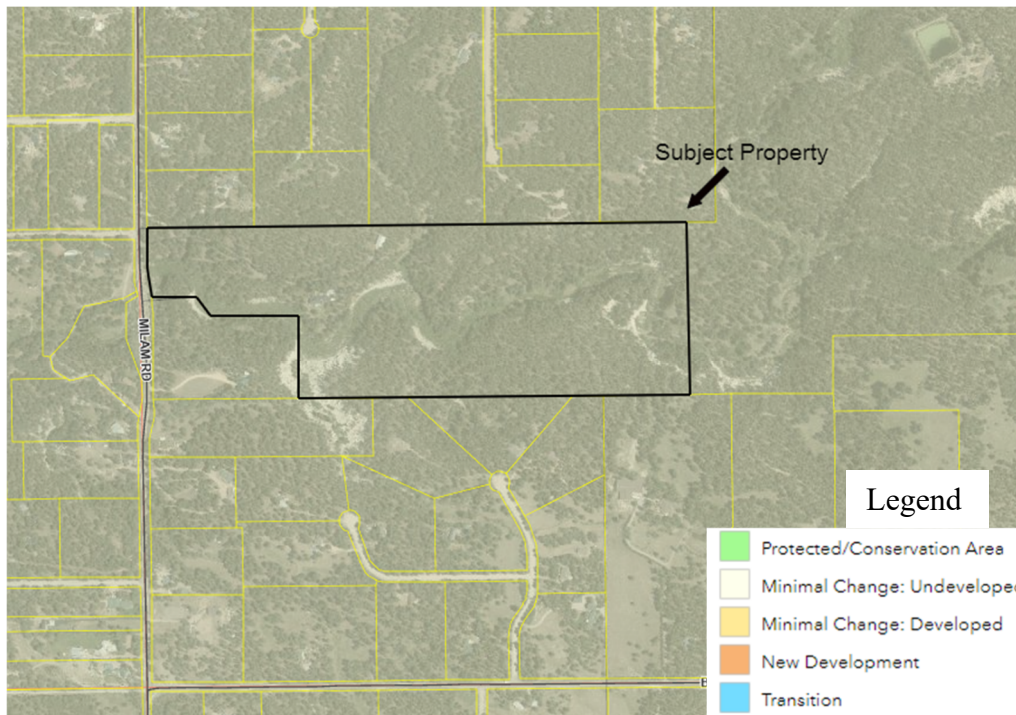 Subject Property
MILAM RD
Legend
Protected/Conservation Area
Minimal Change: Undeveloped
Minimal Change: Developed
New Development
Transition